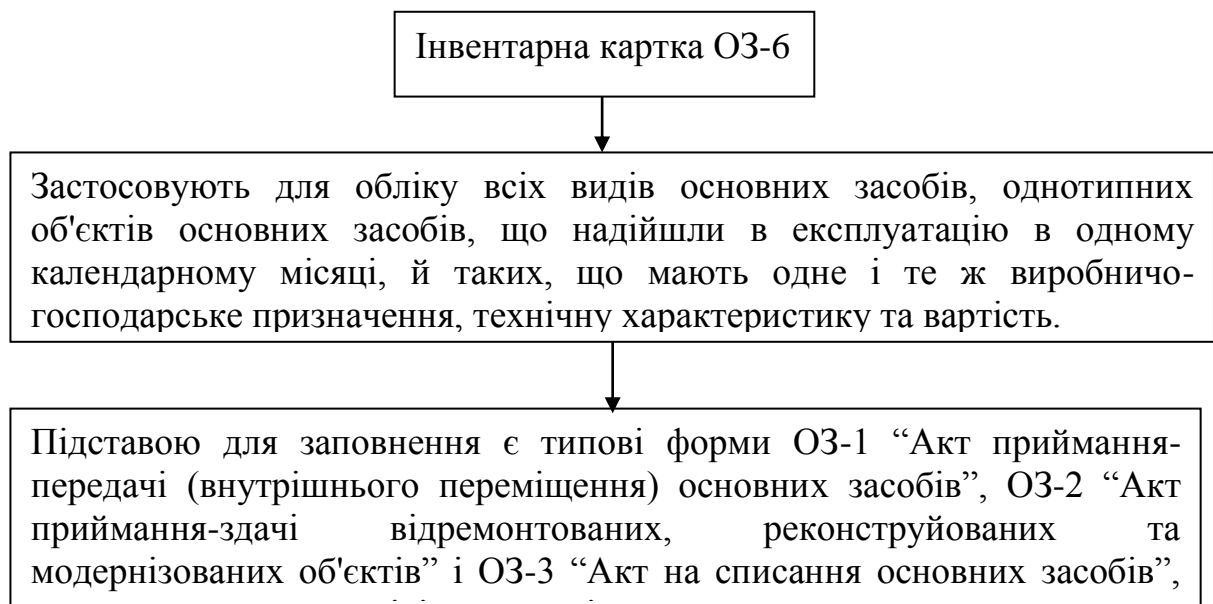 Інвентарна картка ОЗ-6
Застосовують для обліку всіх видів основних засобів, однотипних
об'єктів основних засобів, що надійшли в експлуатацію в одному
календарному місяці, й таких, що мають одне і те ж виробничо-
господарське призначення, технічну характеристику та вартість.
Підставою для заповнення є типові форми ОЗ-1 “Акт приймання-
передачі (внутрішнього переміщення) основних засобів”, ОЗ-2 “Акт
приймання-здачі відремонтованих, реконструйованих та
модернізованих об'єктів” і ОЗ-3 “Акт на списання основних засобів”,